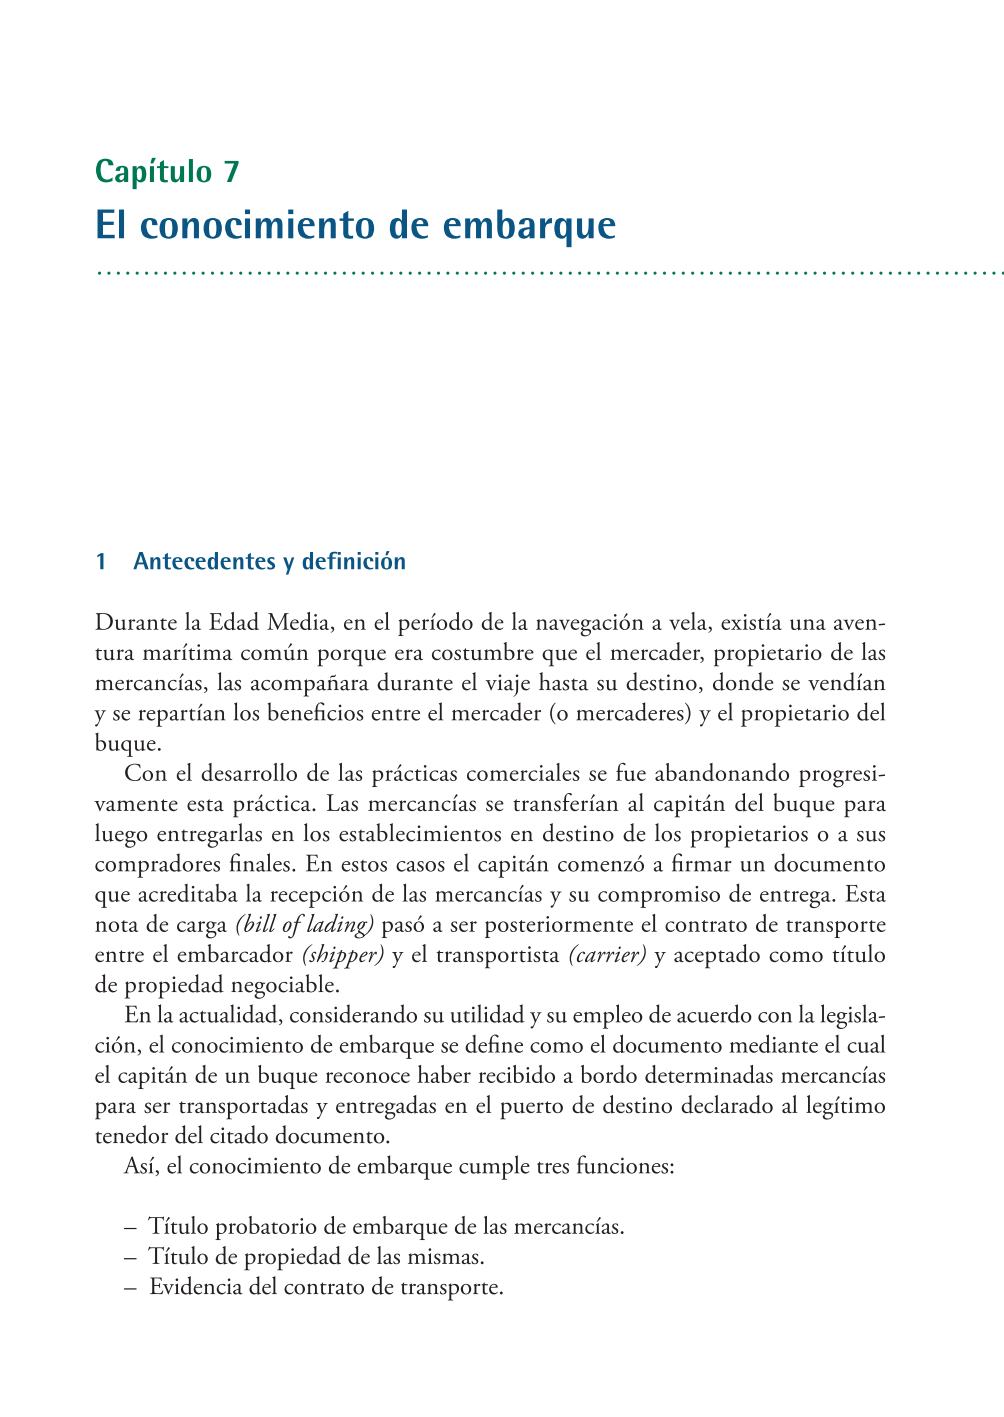 Capítulo 7
El conocimiento de embarque
1 Antecedentes y definición
Durante la Edad Media, en el período de la navegación a vela, existía una aven-
tura marítima común porque era costumbre que el mercader, propietario de las
mercancías, las acompañara durante el viaje hasta su destino, donde se vendían
y se repartían los beneficios entre el mercader (o mercaderes) y el propietario del
buque.
Con el desarrollo de las prácticas comerciales se fue abandonando progresi-
vamente esta práctica. Las mercancías se transferían al capitán del buque para
luego entregarlas en los establecimientos en destino de los propietarios o a sus
compradores finales. En estos casos el capitán comenzó a firmar un documento
que acreditaba la recepción de las mercancías y su compromiso de entrega. Esta
nota de carga (bill of lading) pasó a ser posteriormente el contrato de transporte
entre el embarcador (shipper) y el transportista (carrier) y aceptado como título
de propiedad negociable.
En la actualidad, considerando su utilidad y su empleo de acuerdo con la legisla-
ción, el conocimiento de embarque se define como el documento mediante el cual
el capitán de un buque reconoce haber recibido a bordo determinadas mercancías
para ser transportadas y entregadas en el puerto de destino declarado al legítimo
tenedor del citado documento.
Así, el conocimiento de embarque cumple tres funciones:
– Título probatorio de embarque de las mercancías.
– Título de propiedad de las mismas.
– Evidencia del contrato de transporte.